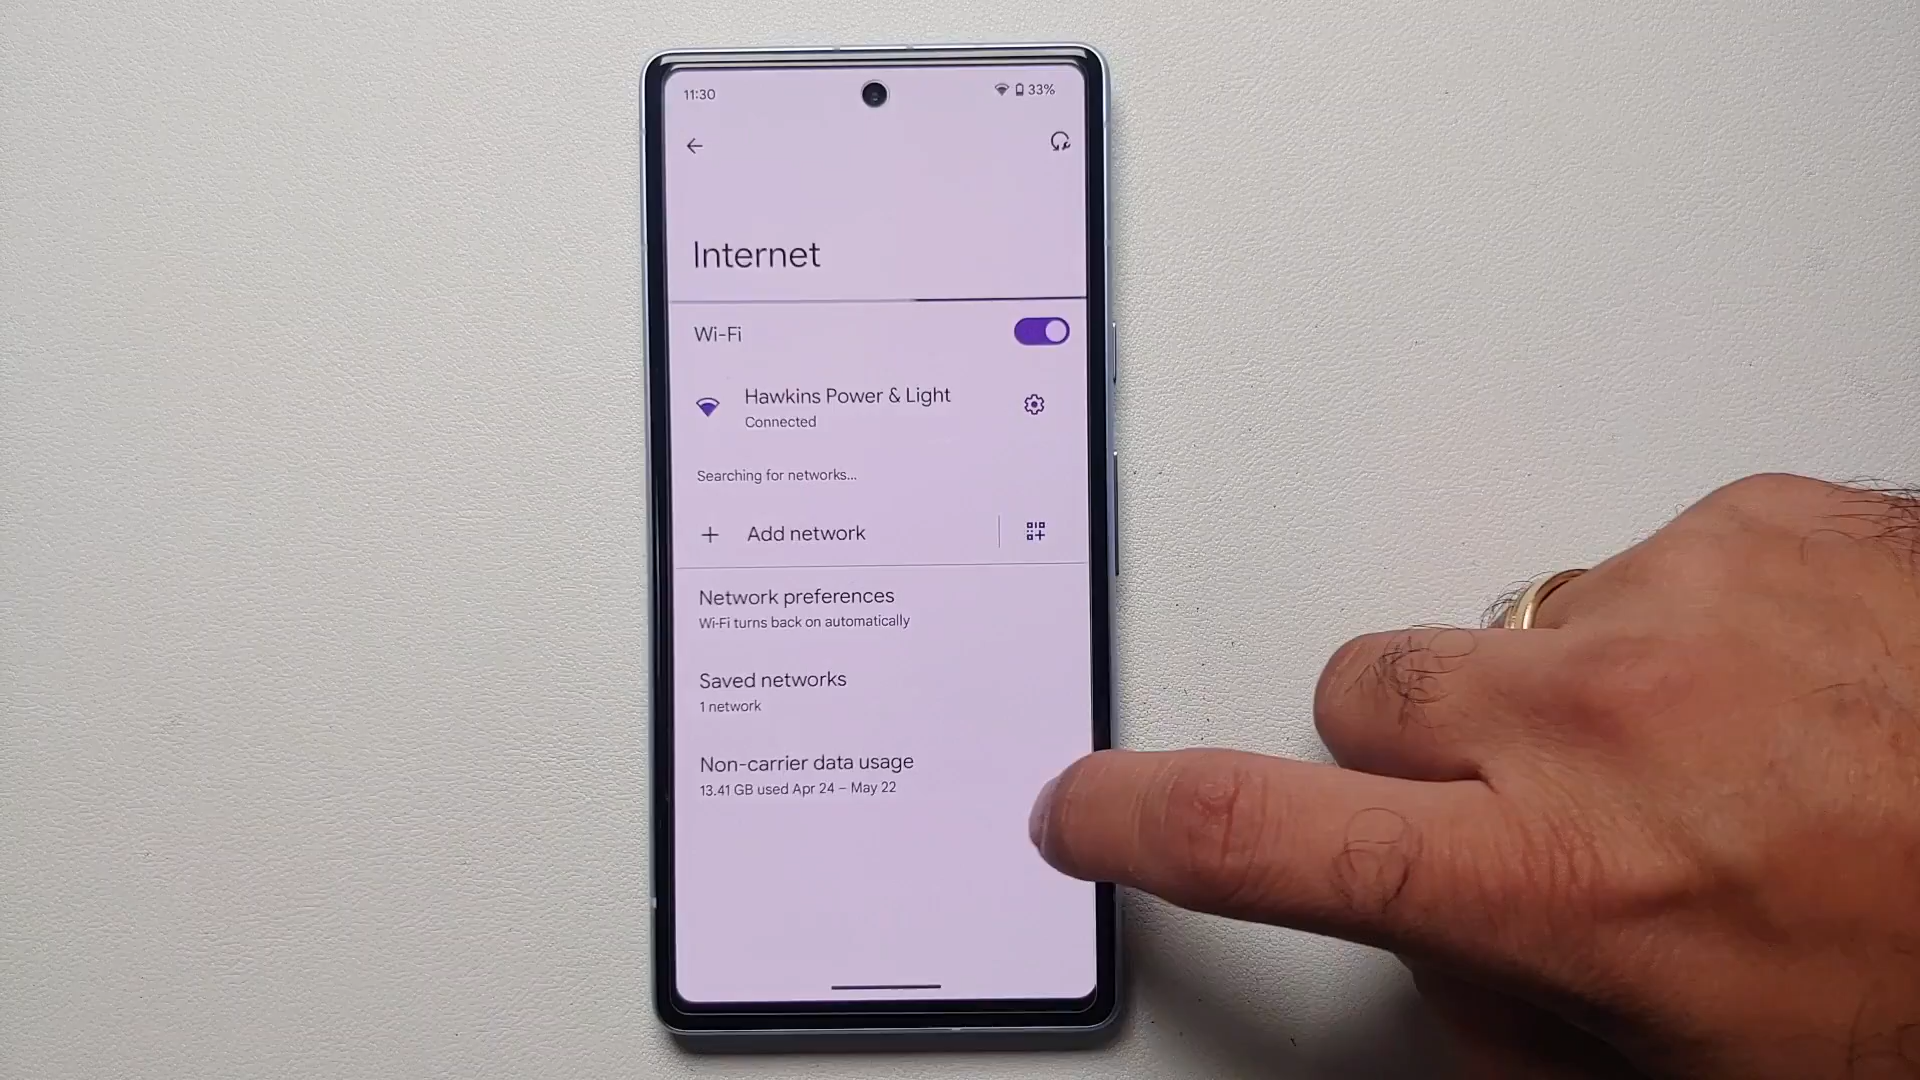 11:30
33%
Internet
Wi-Fi
Hawkins Power & Light
Connected
Searching for networks...
Add network
Network preferences
Wi-Fi turns back on automatically
Saved networks
1 network
Non-carrier data usage
13.41 GB used Apr 24 – May 22